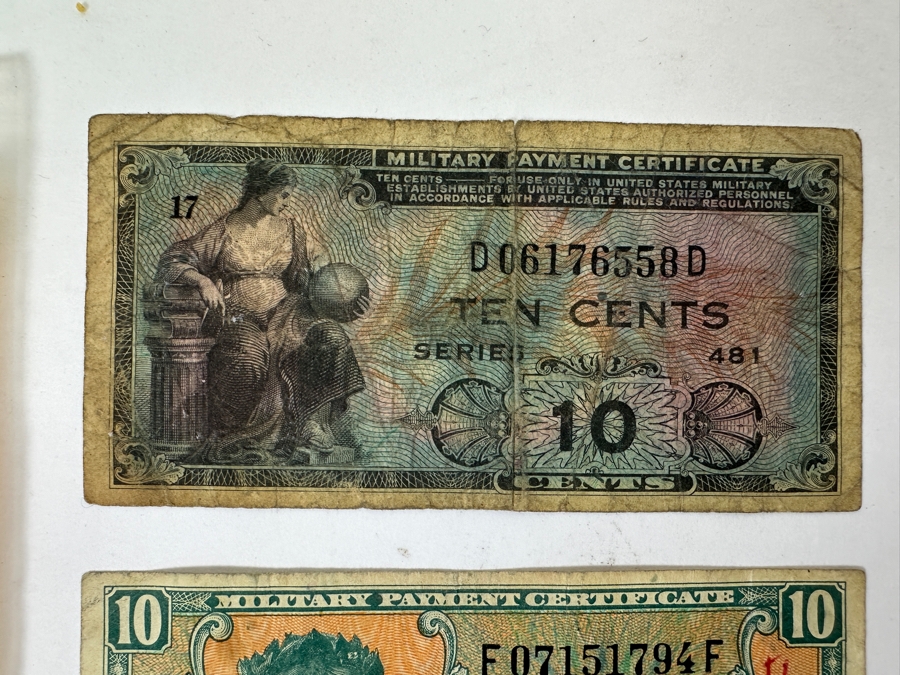 MILITARY PAYMENT CERTIFICATE
TEN CENTS — FOR USE ONLY IN UNITED STATES MILITARY
ESTABLISHMENTS BY UNITED STATES AUTHORIZED PERSONNEL
IN ACCORDANCE WITH APPLICABLE RULES AND REGULATIONS.
17
D06176558D
TEN CENTS
SERIES 481
10
CENTS
10 MILITARY PAYMENT CERTIFICATE 10
F07151794F